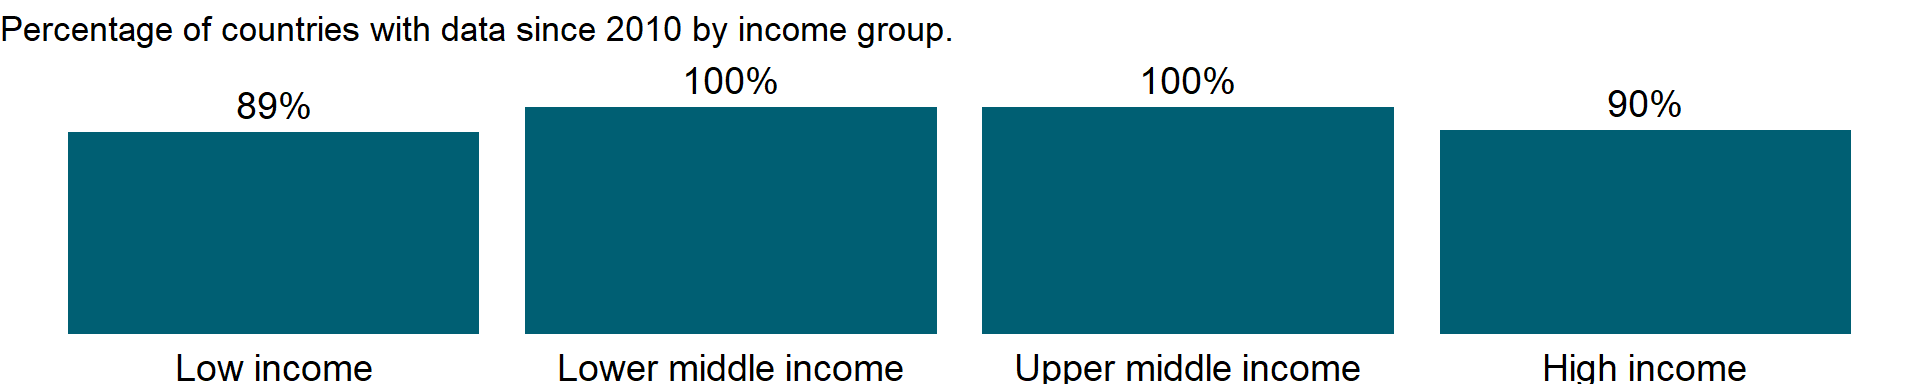 Percentage of countries with data since 2010 by income group.
89%
100%
100%
90%
Low income
Lower middle income
Upper middle income
High income